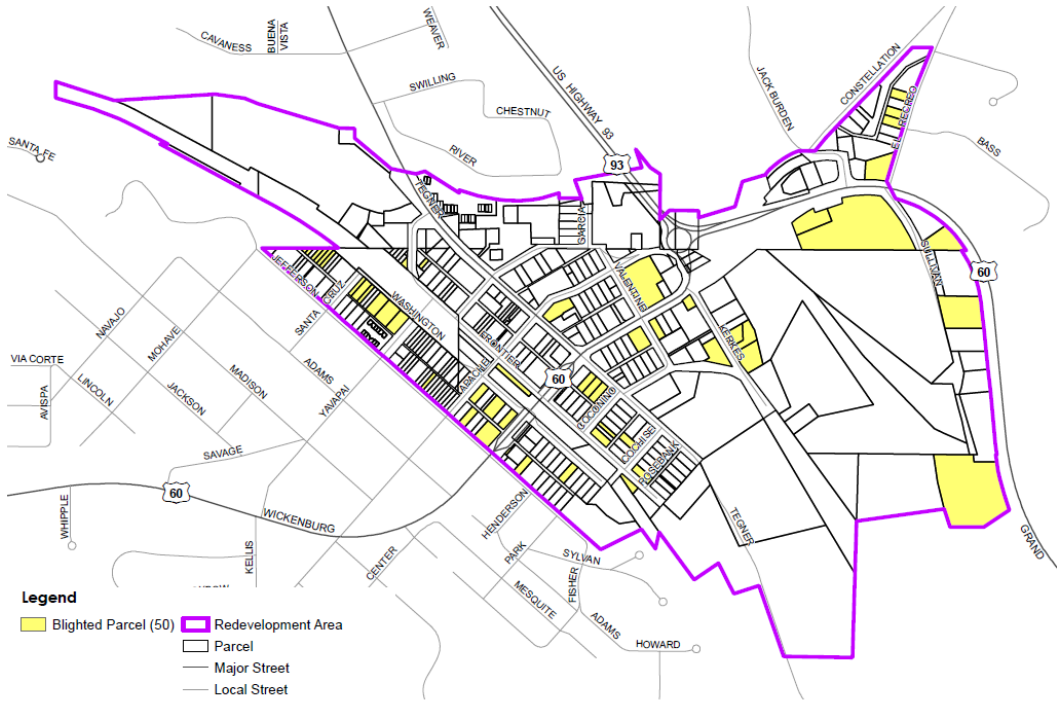 CAVANESS
BUENA
VISTA
WEAVER
SWILLING
CHESTNUT
RIVER
US HIGHWAY 93
93
JACK BURDEN
CONSTELLATION
EL RECREO
BASS
SANTA FE
TEGNER
GARCIA
VALENTINE
SULLIVAN
60
JEFFERSON
SANTA CRUZ
WASHINGTON
FRONTIER
APACHE
KERKES
NAVAJO
MOHAVE
VIA CORTE
AVISPA
LINCOLN
JACKSON
MADISON
ADAMS
YAVAPAI
60
COCONINO
COCHISE
ROSEBANK
SAVAGE
60
WICKENBURG
WHIPPLE
KELLIS
CENTER
HENDERSON
PARK
SYLVAN
FISHER
MESQUITE
ADAMS
HOWARD
TEGNER
GRAND
Legend
Blighted Parcel (50)
Redevelopment Area
Parcel
Major Street
Local Street